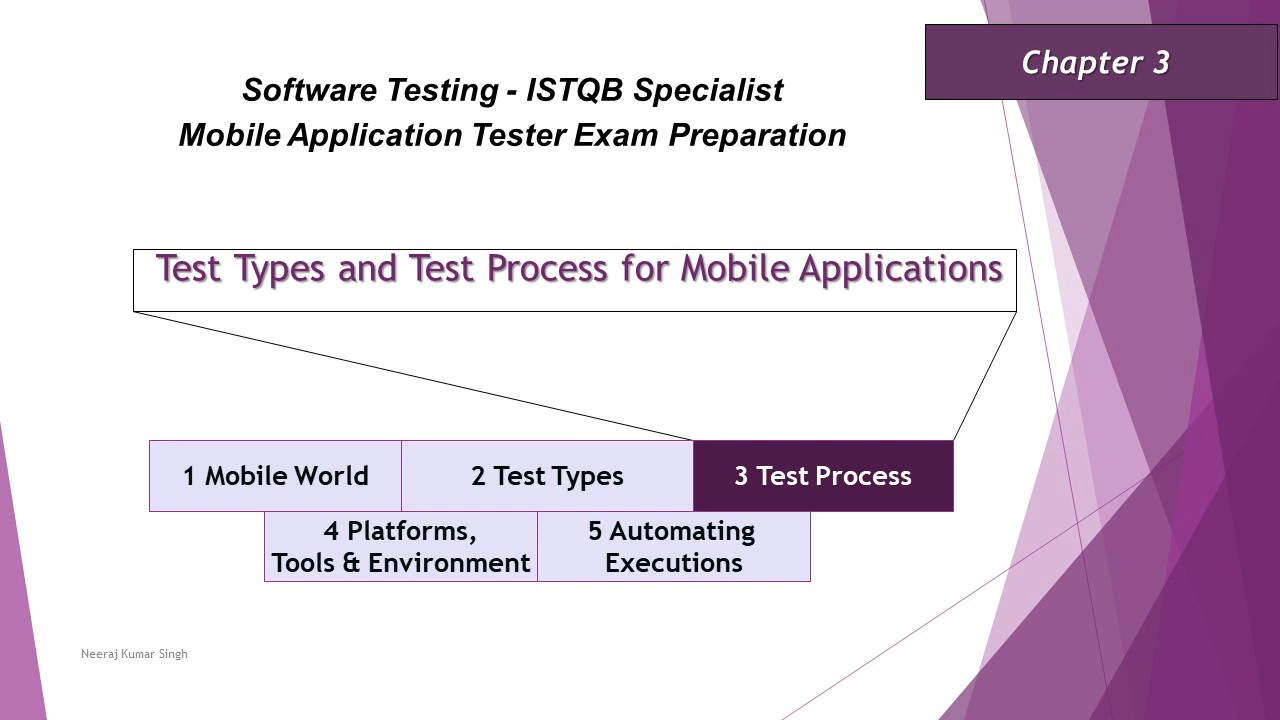 Chapter 3
Software Testing - ISTQB Specialist
Mobile Application Tester Exam Preparation
Test Types and Test Process for Mobile Applications
1 Mobile World
2 Test Types
3 Test Process
4 Platforms,
Tools & Environment
5 Automating
Executions
Neeraj Kumar Singh